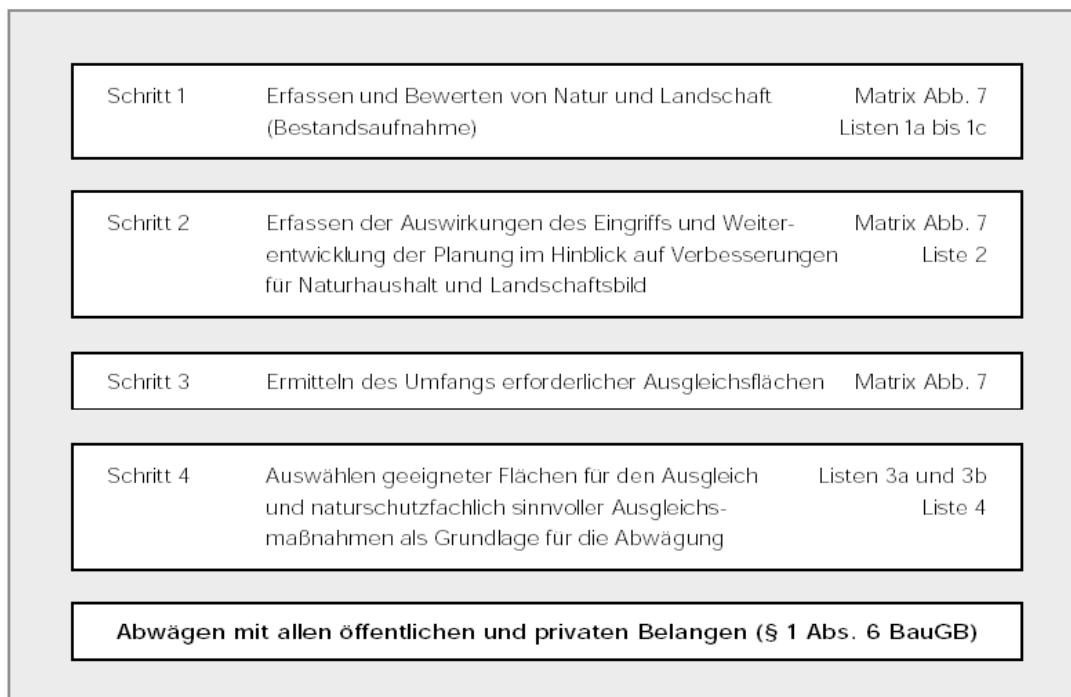 Schritt 1 Erfassen und Bewerten von Natur und Landschaft Matrix Abb. 7
(Bestandsaufnahme) Listen 1a bis 1c
Schritt 2 Erfassen der Auswirkungen des Eingriffs und Weiter- Matrix Abb. 7
entwicklung der Planung im Hinblick auf Verbesserungen Liste 2
für Naturhaushalt und Landschaftsbild
Schritt 3 Ermitteln des Umfangs erforderlicher Ausgleichsflächen Matrix Abb. 7
Schritt 4 Auswählen geeigneter Flächen für den Ausgleich Listen 3a und 3b
und naturschutzfachlich sinnvoller Ausgleichs- Liste 4
maßnahmen als Grundlage für die Abwägung
Abwägen mit allen öffentlichen und privaten Belangen (§ 1 Abs. 6 BauGB)